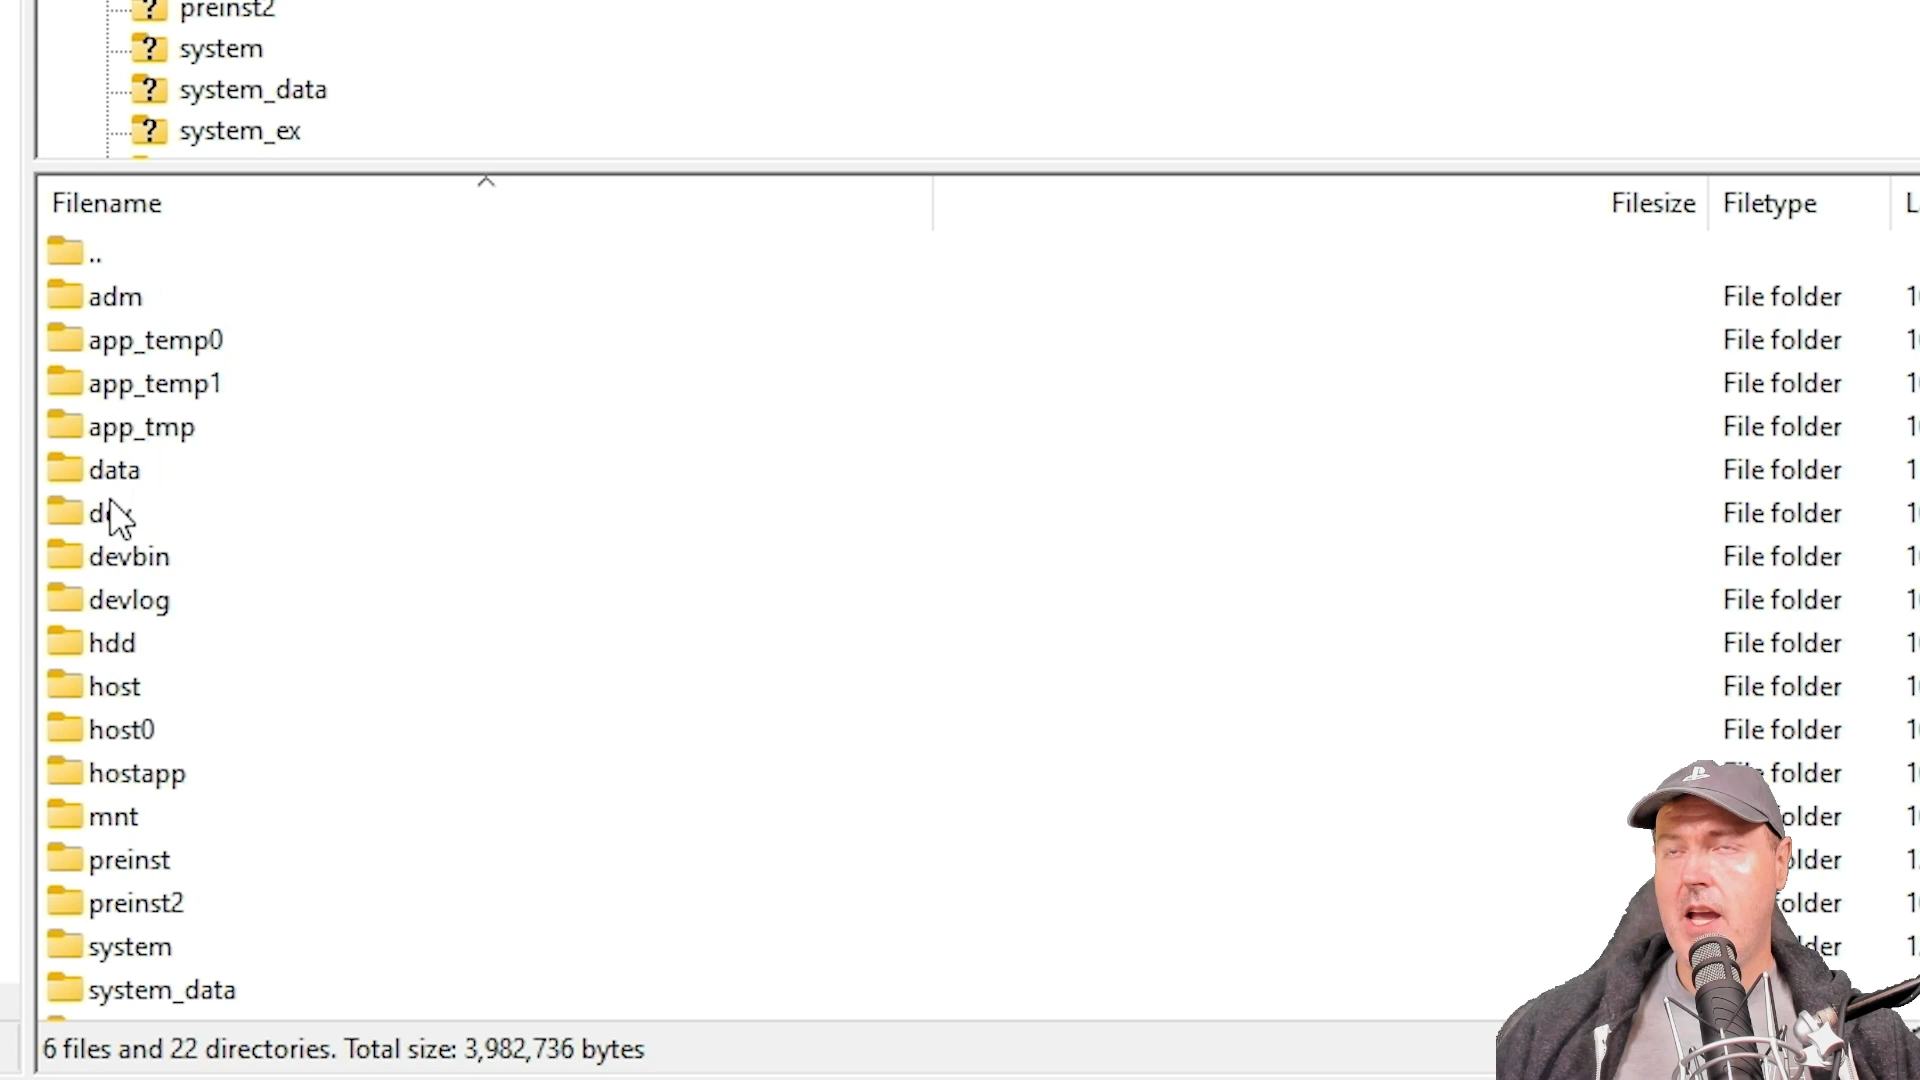 preinst2
system
system_data
system_ex
Filename Filesize Filetype
..
adm File folder
app_temp0 File folder
app_temp1 File folder
app_tmp File folder
data File folder
File folder
devbin File folder
devlog File folder
hdd File folder
host File folder
host0 File folder
hostapp folder
mnt
preinst
preinst2
system
system_data
6 files and 22 directories. Total size: 3,982,736 bytes